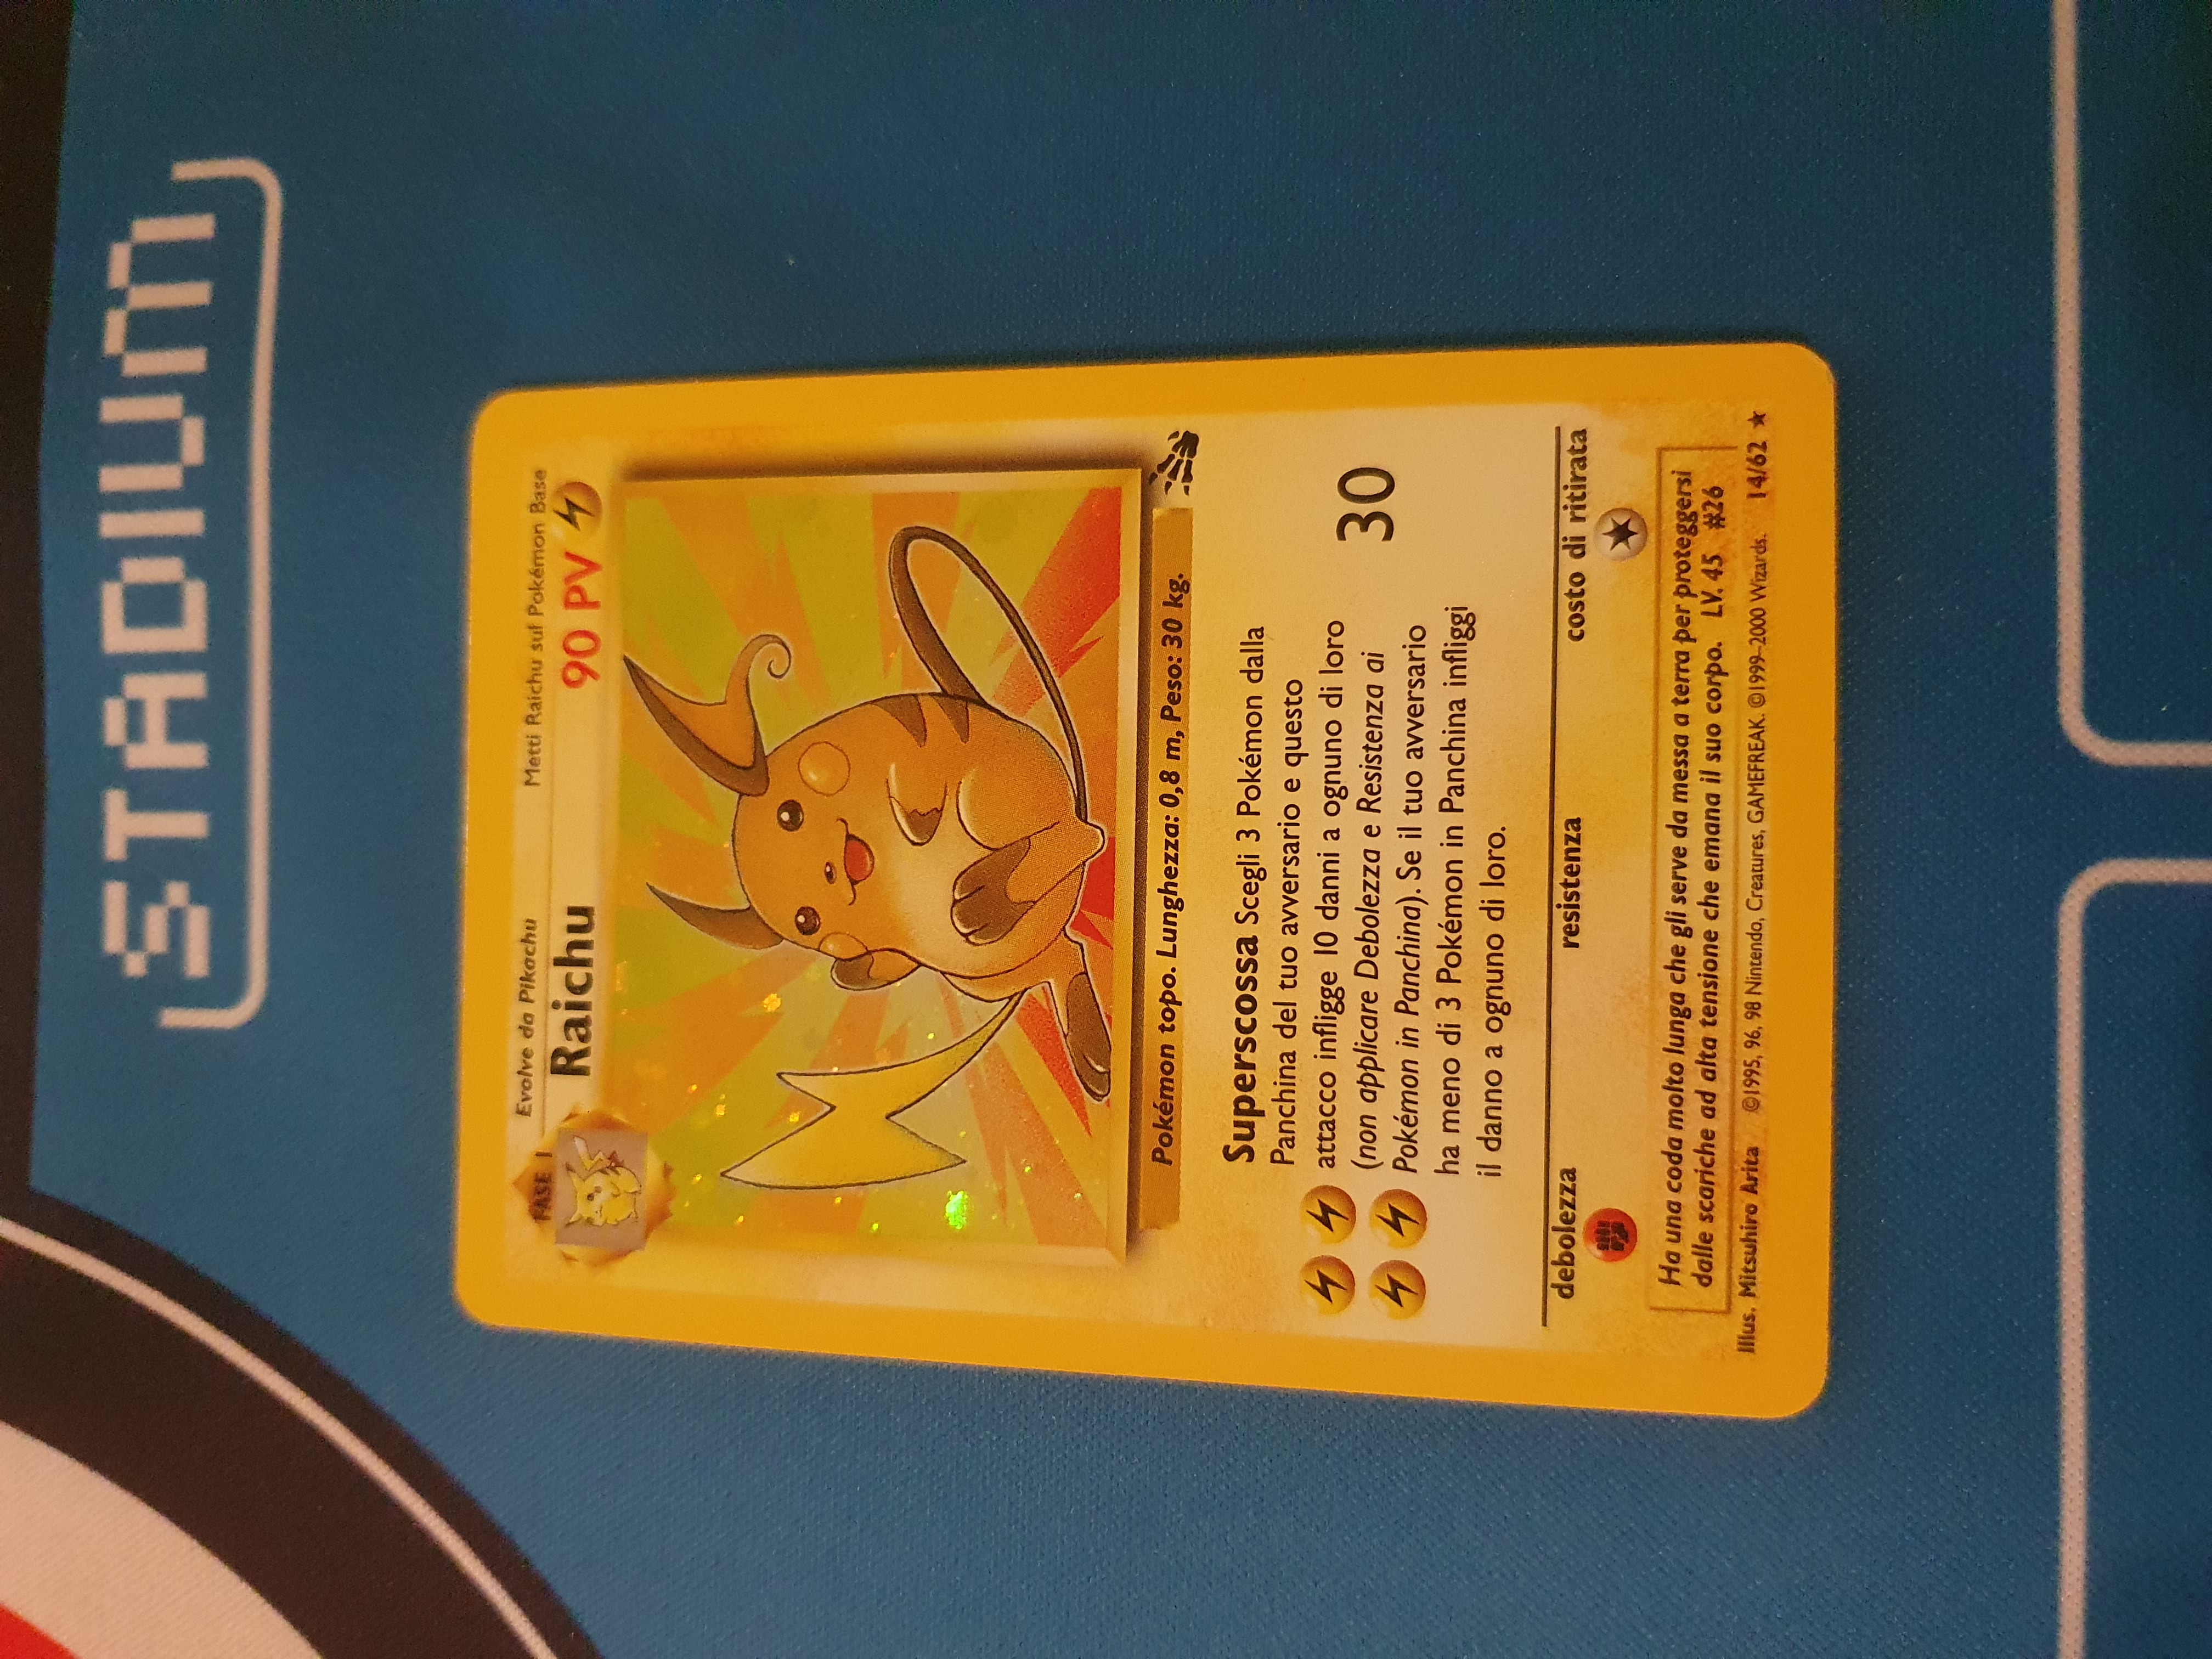 STADIUM
FASE 1
Evolve da Pikachu
Metti Raichu sul Pokémon Base
Raichu
90 PV
Pokémon topo. Lunghezza: 0,8 m, Peso: 30 kg.
Superscossa Scegli 3 Pokémon dalla
Panchina del tuo avversario e questo
attacco infligge 10 danni a ognuno di loro
(non applicare Debolezza e Resistenza ai
Pokémon in Panchina). Se il tuo avversario
ha meno di 3 Pokémon in Panchina infliggi
il danno a ognuno di loro.
30
debolezza
resistenza
costo di ritirata
Ha una coda molto lunga che gli serve da messa a terra per proteggersi
dalle scariche ad alta tensione che emana il suo corpo. LV. 45 #26
Illus. Mitsuhiro Arita ©1995, 96, 98 Nintendo, Creatures, GAMEFREAK. ©1999-2000 Wizards. 14/62 ★